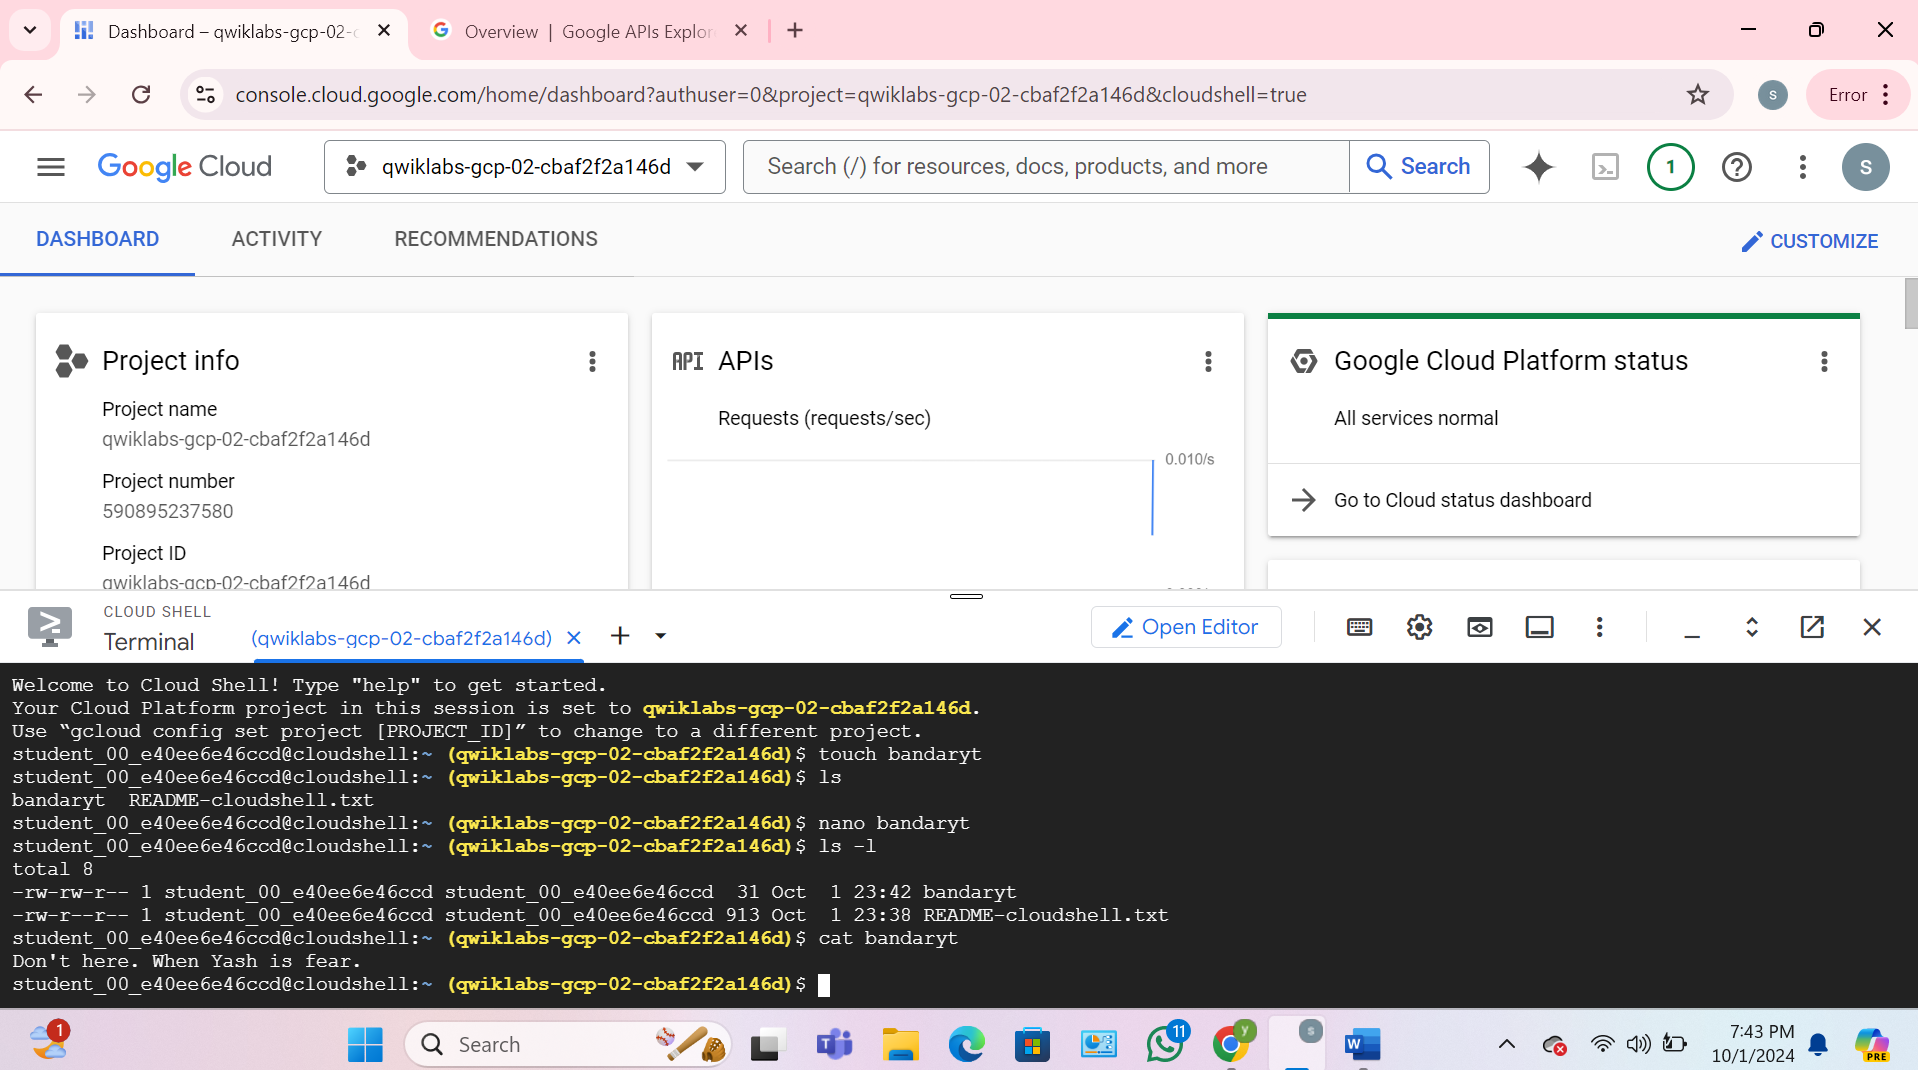 Dashboard – qwiklabs-gcp-02-c
Overview | Google APIs Explor
console.cloud.google.com/home/dashboard?authuser=0&project=qwiklabs-gcp-02-cbaf2f2a146d&cloudshell=true
S
Error
Google Cloud
qwiklabs-gcp-02-cbaf2f2a146d
Search (/) for resources, docs, products, and more
Search
1
S
DASHBOARD
ACTIVITY
RECOMMENDATIONS
CUSTOMIZE
Project info
Project name
qwiklabs-gcp-02-cbaf2f2a146d
Project number
590895237580
Project ID
qwiklabs-gcp-02-cbaf2f2a146d
API APIs
Requests (requests/sec)
0.010/s
Google Cloud Platform status
All services normal
Go to Cloud status dashboard
CLOUD SHELL
Terminal
(qwiklabs-gcp-02-cbaf2f2a146d)
Open Editor
Welcome to Cloud Shell! Type "help" to get started.
Your Cloud Platform project in this session is set to qwiklabs-gcp-02-cbaf2f2a146d.
Use “gcloud config set project [PROJECT_ID]” to change to a different project.
student_00_e40ee6e46ccd@cloudshell:~ (qwiklabs-gcp-02-cbaf2f2a146d)$ touch bandaryt
student_00_e40ee6e46ccd@cloudshell:~ (qwiklabs-gcp-02-cbaf2f2a146d)$ ls
bandaryt  README-cloudshell.txt
student_00_e40ee6e46ccd@cloudshell:~ (qwiklabs-gcp-02-cbaf2f2a146d)$ nano bandaryt
student_00_e40ee6e46ccd@cloudshell:~ (qwiklabs-gcp-02-cbaf2f2a146d)$ ls -l
total 8
-rw-rw-r-- 1 student_00_e40ee6e46ccd student_00_e40ee6e46ccd  31 Oct  1 23:42 bandaryt
-rw-r--r-- 1 student_00_e40ee6e46ccd student_00_e40ee6e46ccd 913 Oct  1 23:38 README-cloudshell.txt
student_00_e40ee6e46ccd@cloudshell:~ (qwiklabs-gcp-02-cbaf2f2a146d)$ cat bandaryt
Don't here. When Yash is fear.
student_00_e40ee6e46ccd@cloudshell:~ (qwiklabs-gcp-02-cbaf2f2a146d)$
1
Search
11
y
s
7:43 PM
10/1/2024
PRE